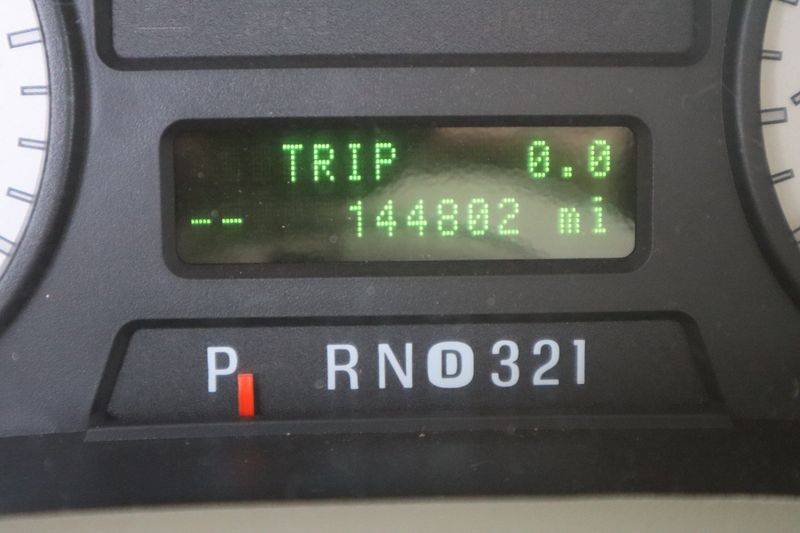 TRIP 0.0
-- 144802 mi
P RND321